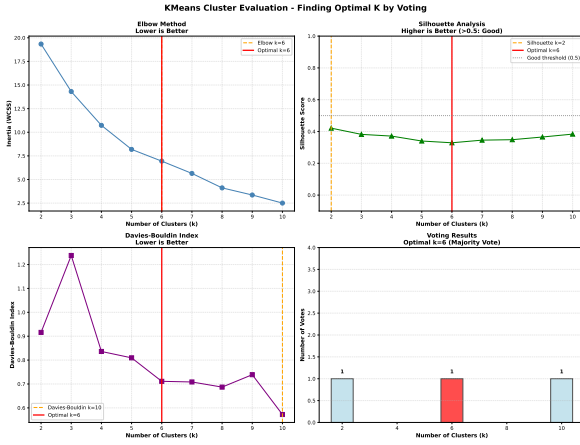 KMeans Cluster Evaluation - Finding Optimal K by Voting
Elbow Method
Lower is Better
Inertia (WCSS)
20.0
17.5
15.0
12.5
10.0
7.5
5.0
2.5
Elbow k=6
Optimal k=6
2 3 4 5 6 7 8 9 10
Number of Clusters (k)
Silhouette Analysis
Higher is Better (>0.5: Good)
Silhouette Score
1.0
0.8
0.6
0.4
0.2
0.0
Silhouette k=2
Optimal k=6
Good threshold (0.5)
2 3 4 5 6 7 8 9 10
Number of Clusters (k)
Davies-Bouldin Index
Lower is Better
Davies-Bouldin Index
1.2
1.1
1.0
0.9
0.8
0.7
0.6
Davies-Bouldin k=10
Optimal k=6
2 3 4 5 6 7 8 9 10
Number of Clusters (k)
Voting Results
Optimal k=6 (Majority Vote)
Number of Votes
4.0
3.5
3.0
2.5
2.0
1.5
1.0
0.5
0.0
1 1 1
2 4 6 8 10
Number of Clusters (k)